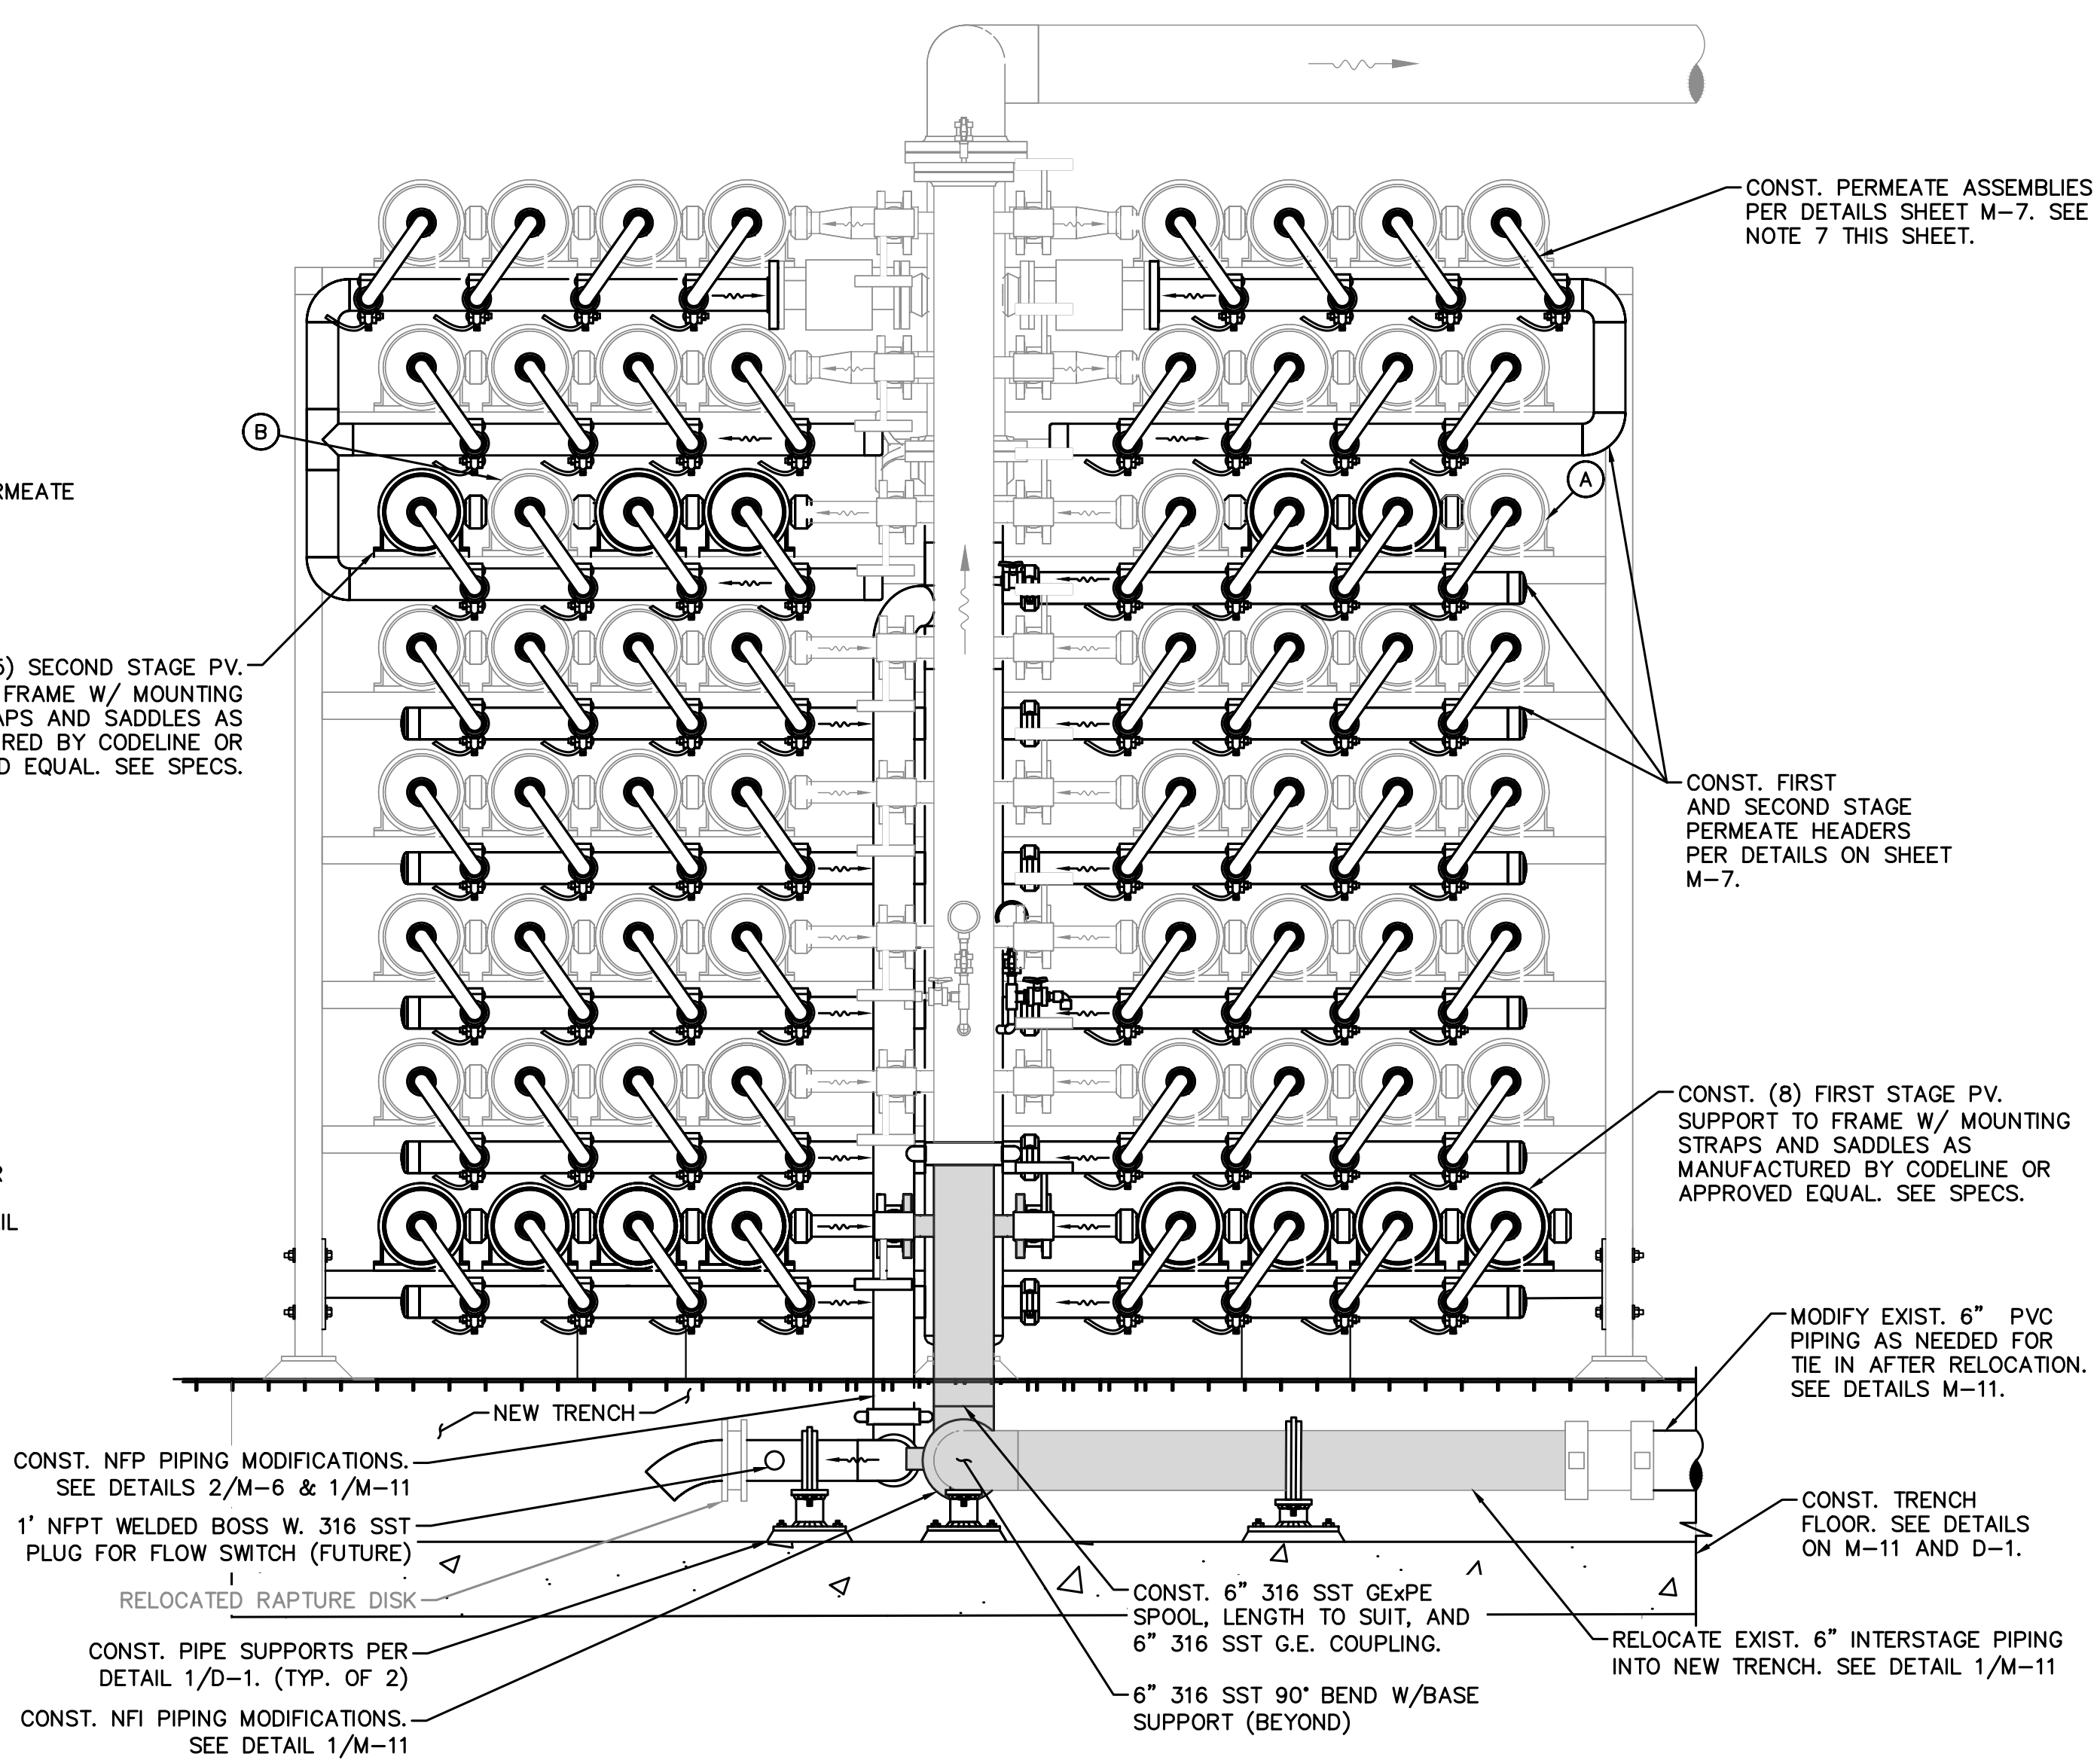 CONST. PERMEATE ASSEMBLIES
PER DETAILS SHEET M-7. SEE
NOTE 7 THIS SHEET.
B
A
RMEATE
5) SECOND STAGE PV.
FRAME W/ MOUNTING
APS AND SADDLES AS
RED BY CODELINE OR
D EQUAL. SEE SPECS.
CONST. FIRST
AND SECOND STAGE
PERMEATE HEADERS
PER DETAILS ON SHEET
M-7.
CONST. (8) FIRST STAGE PV.
SUPPORT TO FRAME W/ MOUNTING
STRAPS AND SADDLES AS
MANUFACTURED BY CODELINE OR
APPROVED EQUAL. SEE SPECS.
R
IL
MODIFY EXIST. 6" PVC
PIPING AS NEEDED FOR
TIE IN AFTER RELOCATION.
SEE DETAILS M-11.
NEW TRENCH
CONST. NFP PIPING MODIFICATIONS.
SEE DETAILS 2/M-6 & 1/M-11
1' NFPT WELDED BOSS W. 316 SST
PLUG FOR FLOW SWITCH (FUTURE)
RELOCATED RAPTURE DISK
CONST. PIPE SUPPORTS PER
DETAIL 1/D-1. (TYP. OF 2)
CONST. NFI PIPING MODIFICATIONS.
SEE DETAIL 1/M-11
CONST. TRENCH
FLOOR. SEE DETAILS
ON M-11 AND D-1.
CONST. 6" 316 SST GExPE
SPOOL, LENGTH TO SUIT, AND
6" 316 SST G.E. COUPLING.
6" 316 SST 90° BEND W/BASE
SUPPORT (BEYOND)
RELOCATE EXIST. 6" INTERSTAGE PIPING
INTO NEW TRENCH. SEE DETAIL 1/M-11